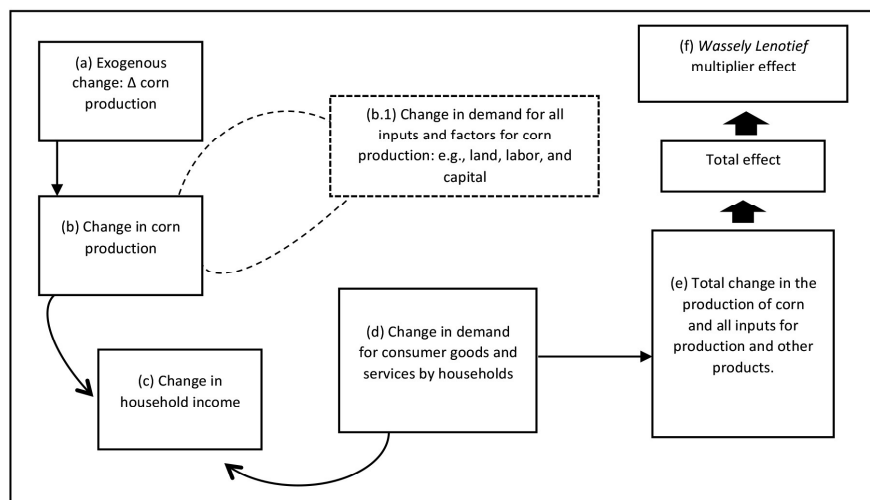 (a) Exogenous
change: Δ corn
production
(b) Change in corn
production
(b.1) Change in demand for all
inputs and factors for corn
production: e.g., land, labor, and
capital
(c) Change in
household income
(d) Change in demand
for consumer goods and
services by households
(e) Total change in the
production of corn
and all inputs for
production and other
products.
Total effect
(f) Wassely Lenotief
multiplier effect